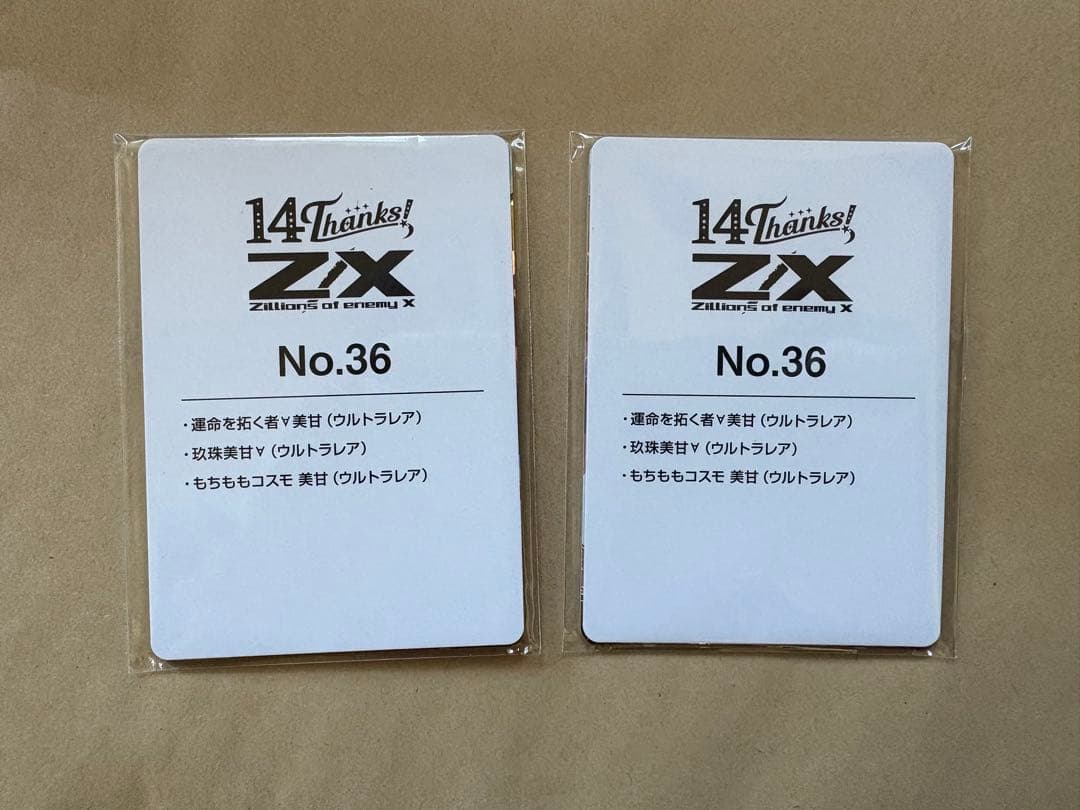 14 Thanks!
Z/X
Zillions of enemy X
No.36
・運命を拓く者∀美甘（ウルトラレア）
・玖珠美甘∀（ウルトラレア）
・もちももコスモ 美甘（ウルトラレア）
14 Thanks!
Z/X
Zillions of enemy X
No.36
・運命を拓く者∀美甘（ウルトラレア）
・玖珠美甘∀（ウルトラレア）
・もちももコスモ 美甘（ウルトラレア）